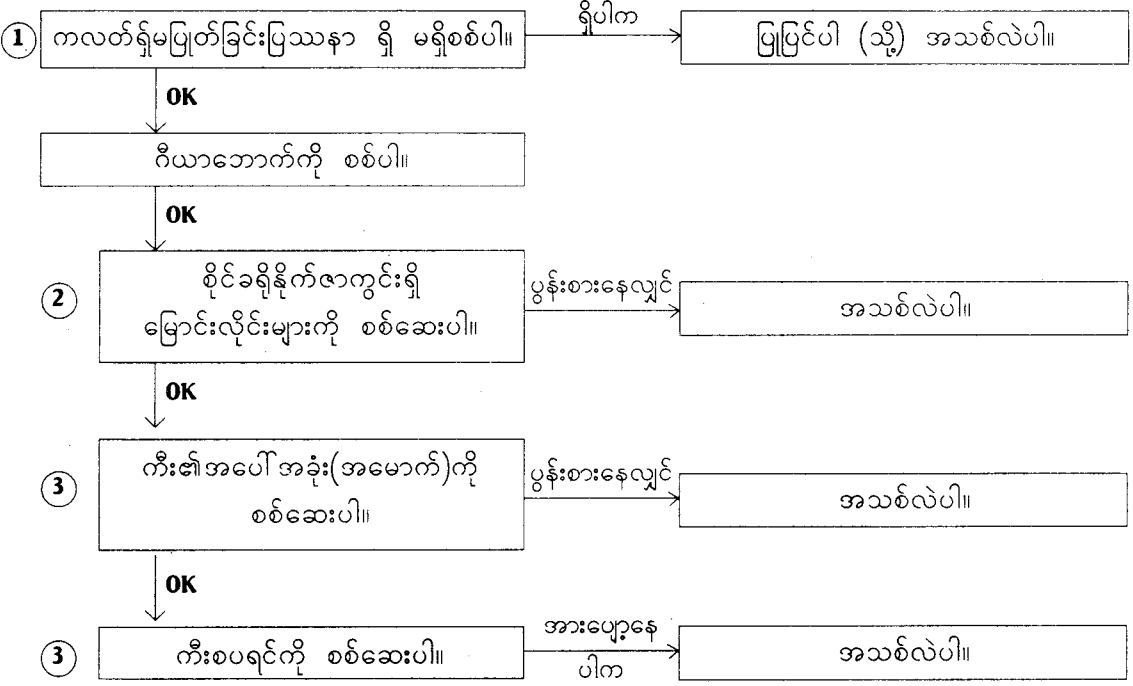 1 ကလတ်ရှ်မပြုတ်ခြင်းပြဿနာ ရှိ မရှိစစ်ပါ။
ရှိပါက
ပြုပြင်ပါ (သို့) အသစ်လဲပါ။
OK
ဂီယာဘောက်ကို စစ်ပါ။
OK
2 စိုင်ခရိုနိုက်ဇာကွင်းရှိ
မြောင်းလိုင်းများကို စစ်ဆေးပါ။
ပွန်းစားနေလျှင်
အသစ်လဲပါ။
OK
3 ကီး၏အပေါ်အခုံး(အမောက်)ကို
စစ်ဆေးပါ။
ပွန်းစားနေလျှင်
အသစ်လဲပါ။
OK
3 ကီးစပရင်ကို စစ်ဆေးပါ။
အားပျော့နေ
ပါက
အသစ်လဲပါ။